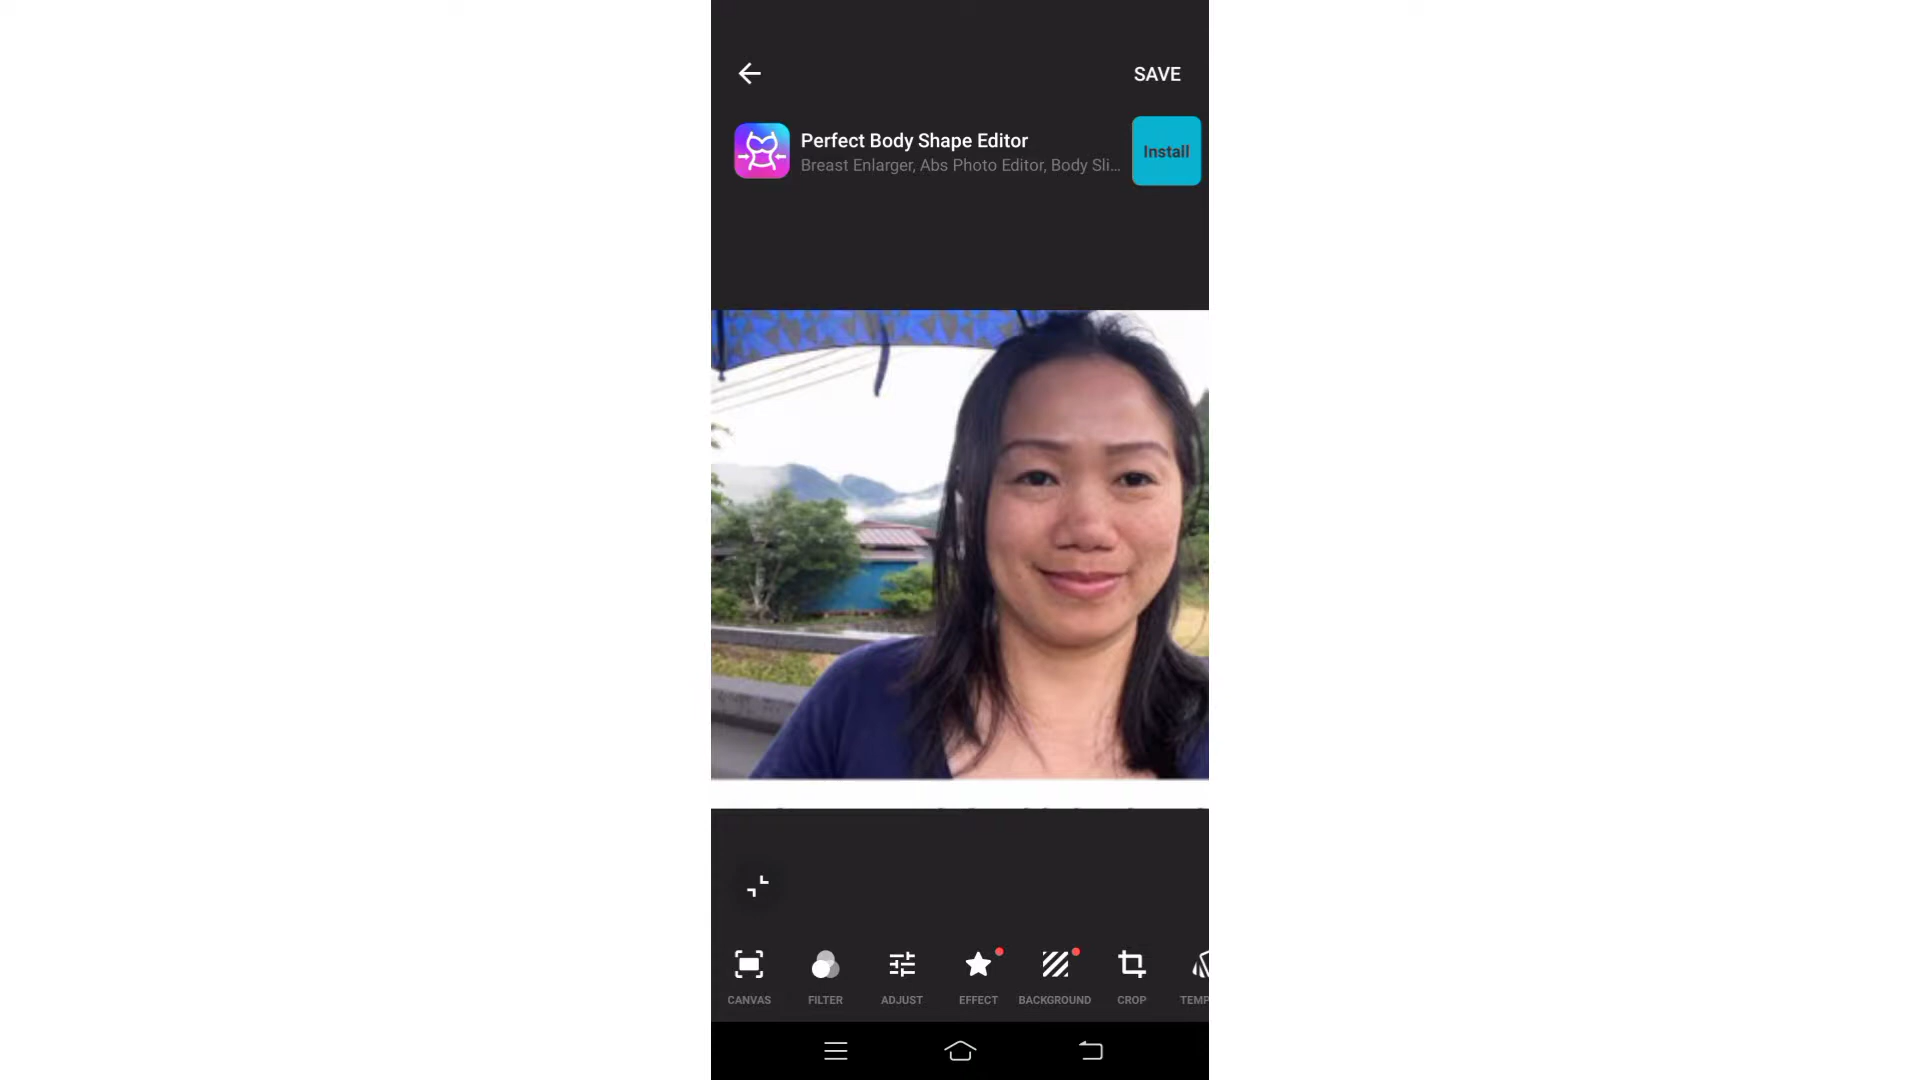 SAVE
Perfect Body Shape Editor
Breast Enlarger, Abs Photo Editor, Body Sli...
Install
CANVAS
FILTER
ADJUST
EFFECT
BACKGROUND
CROP
TEMP